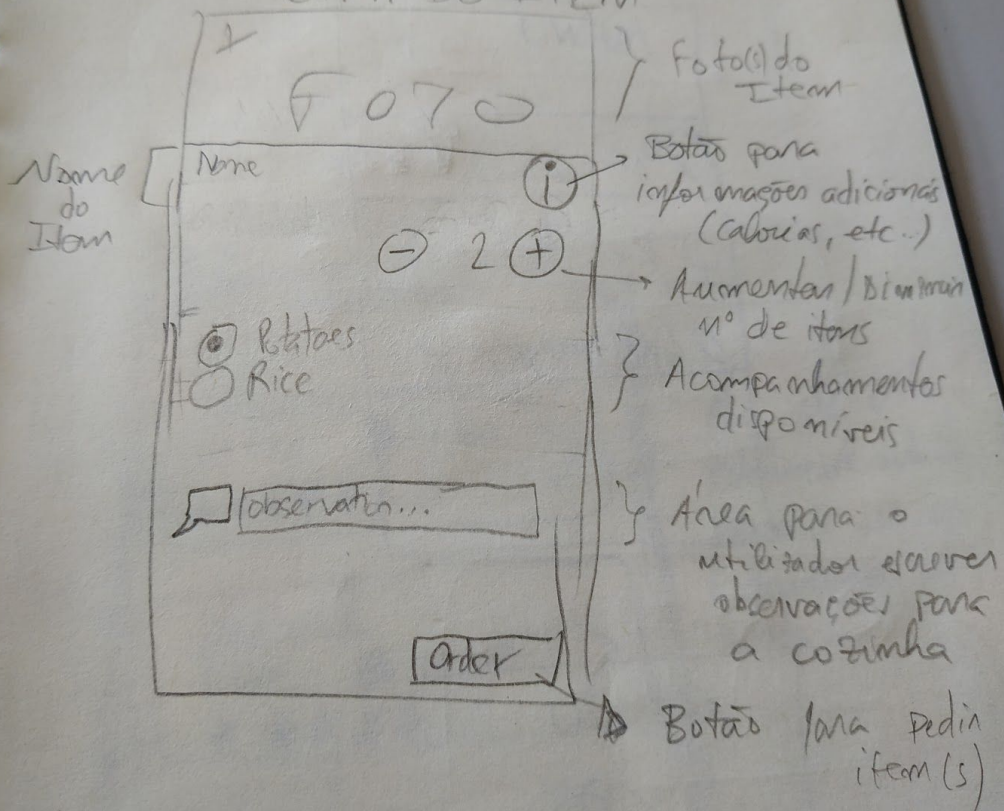 FOTO
Foto(s) do
Item
Nome
do
Item
Nome
i
Botão para
informações adicionais
(calorias, etc..)
- 2 +
Aumentar/Diminuir
nº de itens
Potatoes
Rice
Acompanhamentos
disponíveis
observation...
Área para o
utilizador escrever
observações para
a cozinha
Order
Botão para pedir
item(s)